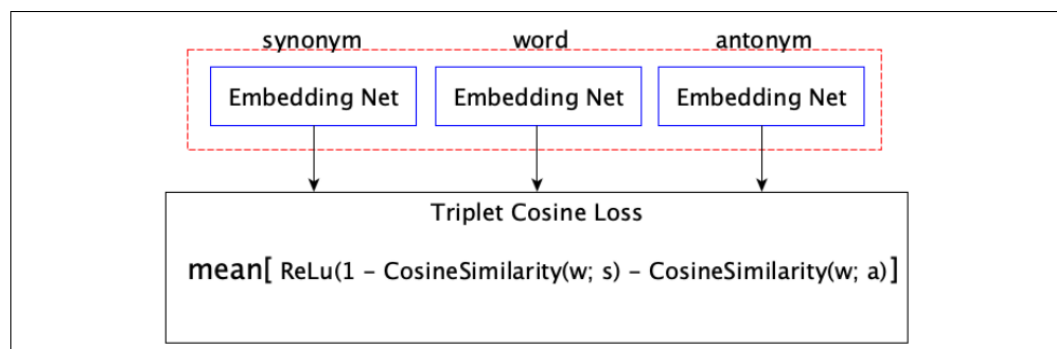 synonym word antonym
Embedding Net Embedding Net Embedding Net
Triplet Cosine Loss
mean[ ReLu(1 – CosineSimilarity(w; s) – CosineSimilarity(w; a)]